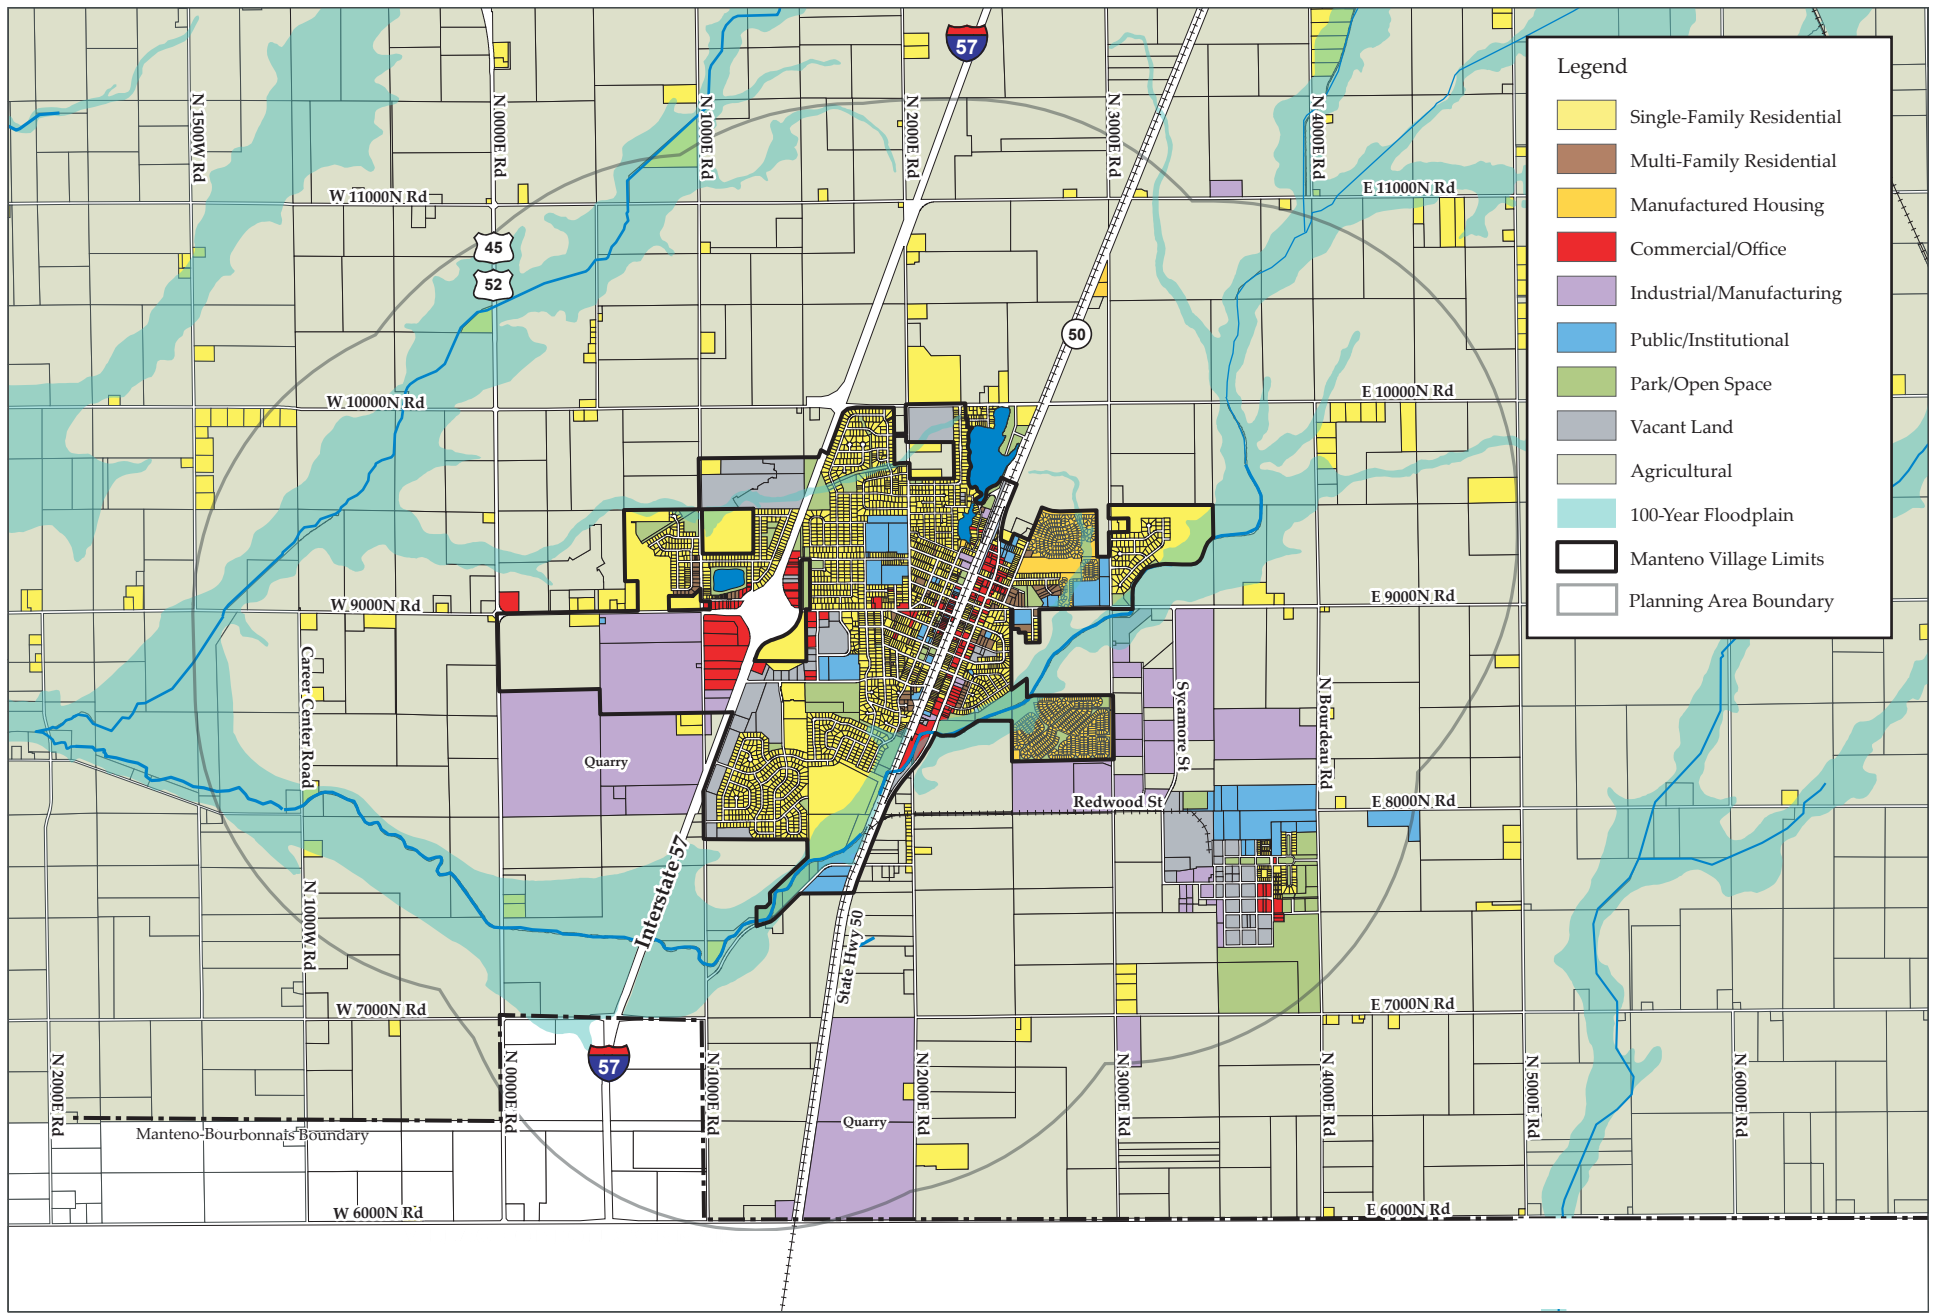 57
N 1500W Rd
N 0000E Rd
N 1000E Rd
N 2000E Rd
N 3000E Rd
N 4000E Rd
Legend
Single-Family Residential
Multi-Family Residential
Manufactured Housing
Commercial/Office
Industrial/Manufacturing
Public/Institutional
Park/Open Space
Vacant Land
Agricultural
100-Year Floodplain
Manteno Village Limits
Planning Area Boundary
W 11000N Rd
E 11000N Rd
45
52
50
W 10000N Rd
E 10000N Rd
W 9000N Rd
E 9000N Rd
Career Center Road
Sycamore St
N Bourdeau Rd
Quarry
Redwood St
E 8000N Rd
Interstate 57
N 1000W Rd
State Hwy 50
W 7000N Rd
E 7000N Rd
57
N 2000E Rd
N 0000E Rd
N 1000E Rd
N 2000E Rd
N 3000E Rd
N 4000E Rd
N 5000E Rd
N 6000E Rd
Quarry
Manteno-Bourbonnais Boundary
W 6000N Rd
E 6000N Rd